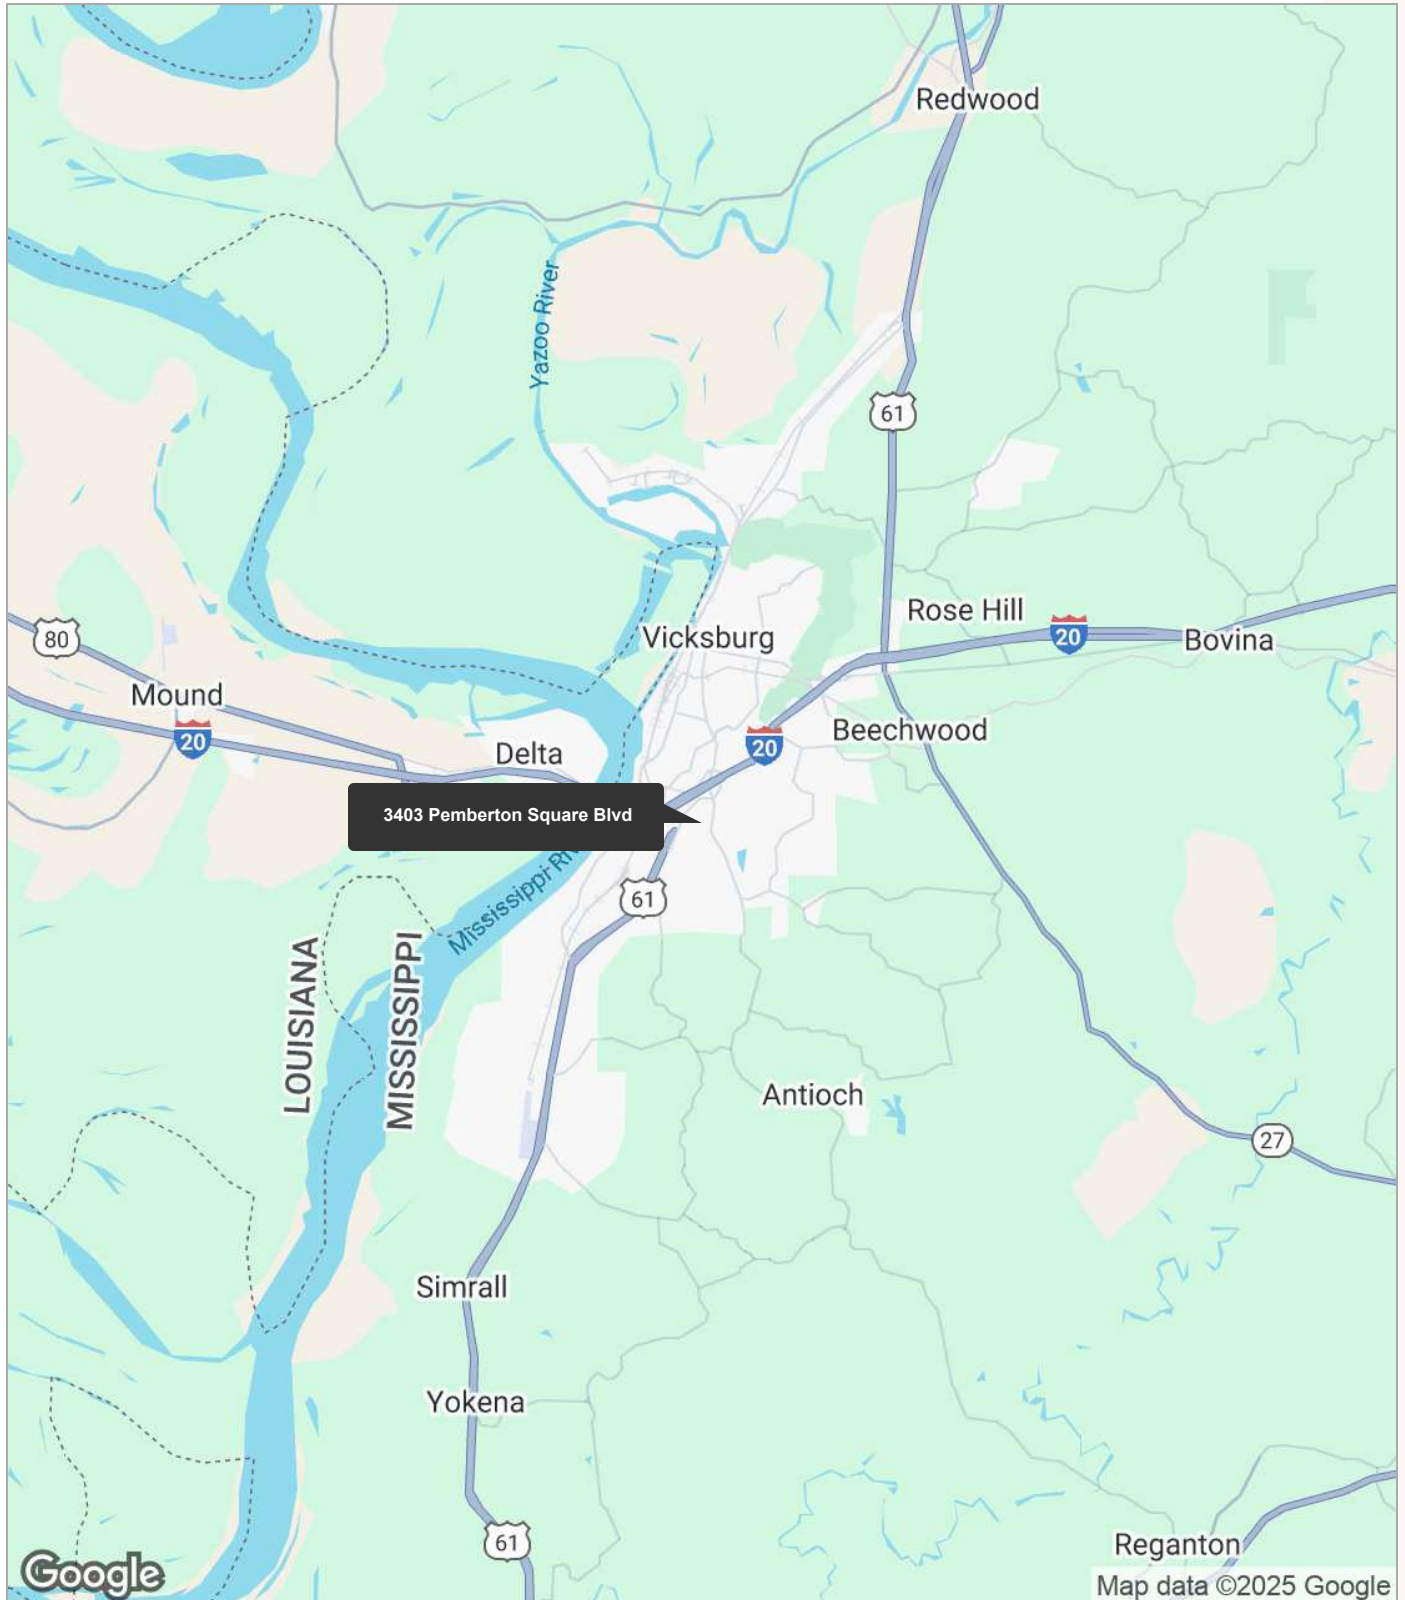 Redwood
Yazoo River
61
Rose Hill
20
Bovina
80
Vicksburg
Mound
20
Delta
20
Beechwood
3403 Pemberton Square Blvd
Mississippi Riv
61
LOUISIANA
MISSISSIPPI
Antioch
27
Simrall
Yokena
61
Reganton
Google
Map data ©2025 Google